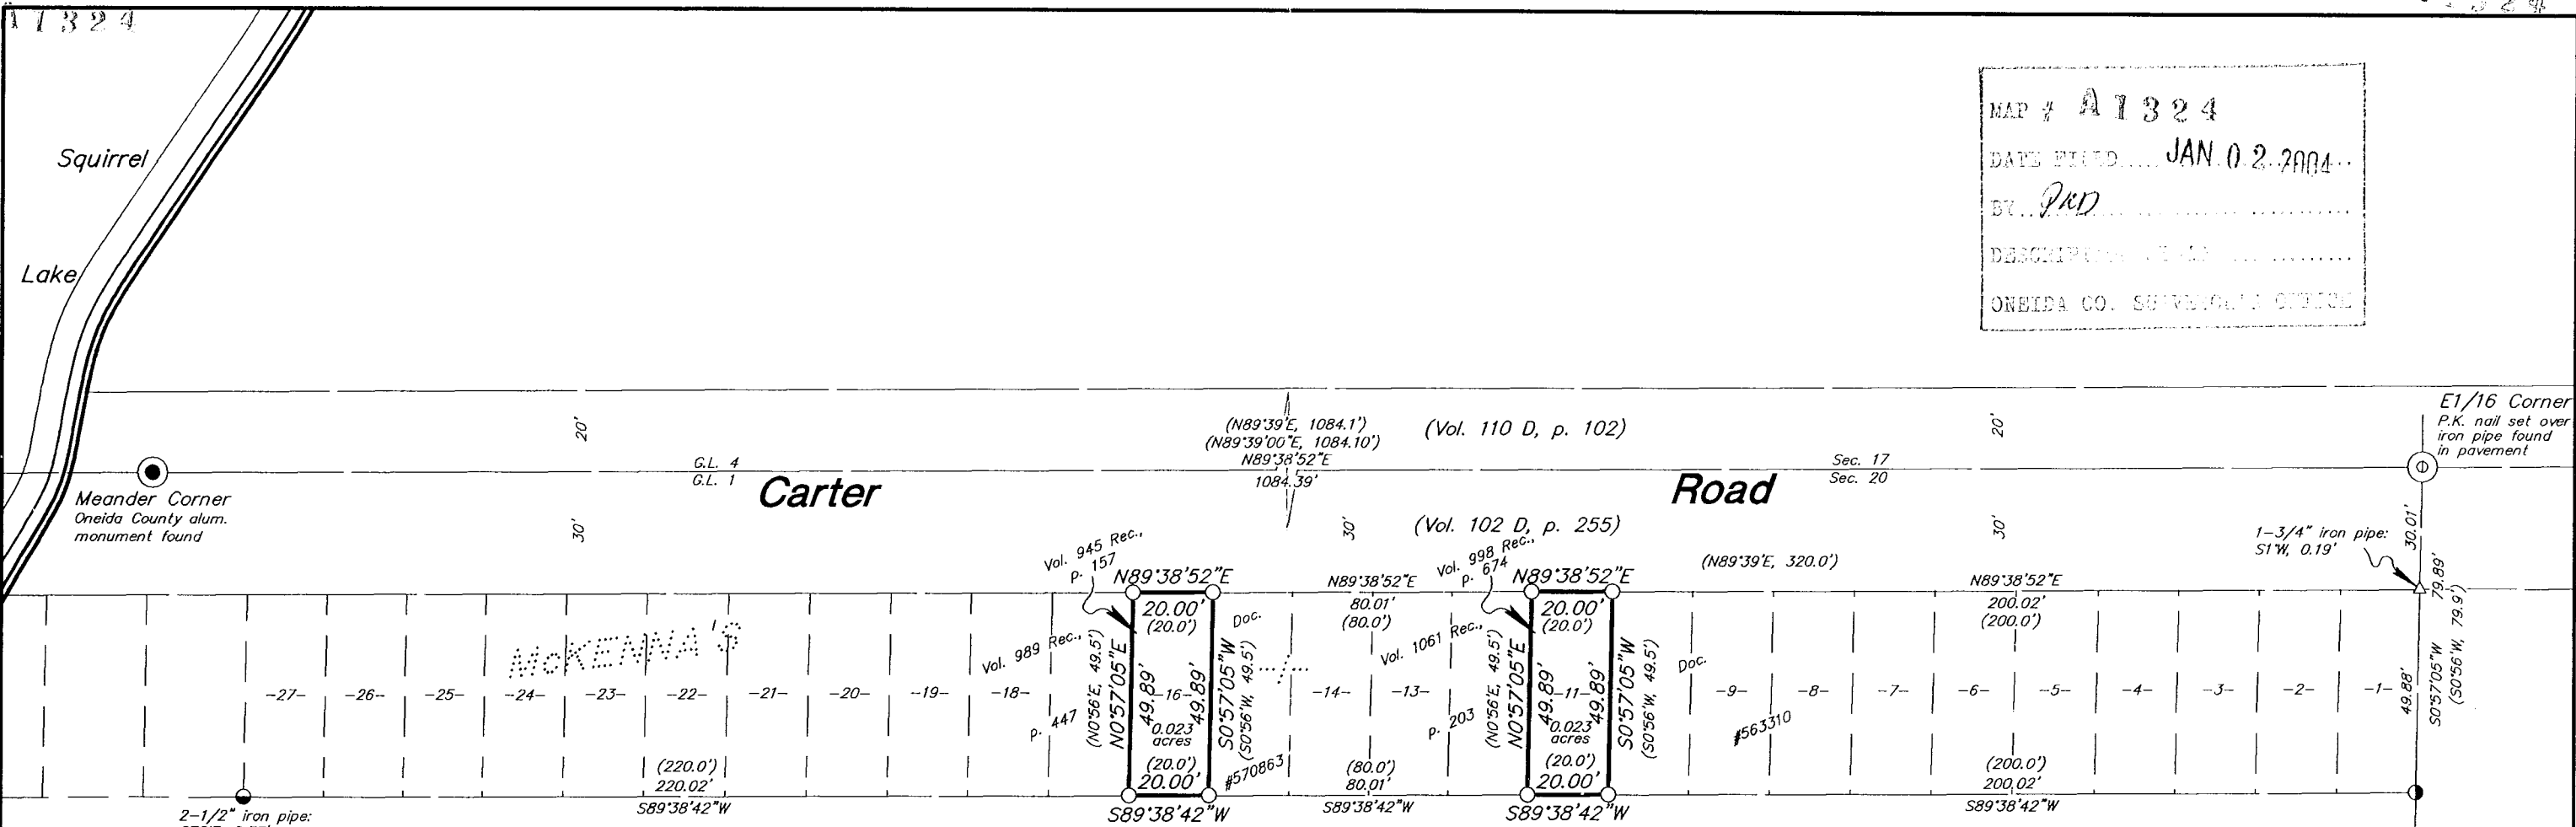 A1324
MAP # A1324
DATE FILED JAN 02 2004
BY PKD
ONEIDA CO. SURVEYOR'S OFFICE
Squirrel
Lake
Meander Corner
Oneida County alum.
monument found
20'
30'
G.L. 4
G.L. 1
Carter
(N89°39'E, 1084.1')
(N89°39'00"E, 1084.10')
N89°38'52"E
1084.39'
(Vol. 110 D, p. 102)
(Vol. 102 D, p. 255)
30'
Sec. 17
Sec. 20
Road
20'
30'
E1/16 Corner
P.K. nail set over
iron pipe found
in pavement
1-3/4" iron pipe:
S1°W, 0.19'
30.01'
79.89'
49.88'
S0°57'05"W
(S0°56'W, 79.9')
(N89°39'E, 320.0')
Vol. 945 Rec.,
p. 157
N89°38'52"E
20.00'
(20.0')
N89°38'52"E
80.01'
(80.0')
Vol. 998 Rec.,
p. 674
N89°38'52"E
20.00'
(20.0')
N89°38'52"E
200.02'
(200.0')
McKENNA'S
Vol. 989 Rec.,
p. 447
(N0°56'E, 49.5')
N0°57'05"E
49.89'
-16-
49.89'
0.023
acres
S0°57'05"W
(S0°56'W, 49.5')
Doc.
#570863
Vol. 1061 Rec.,
p. 203
(N0°56'E, 49.5')
N0°57'05"E
49.89'
-11-
49.89'
0.023
acres
S0°57'05"W
(S0°56'W, 49.5')
Doc.
#563310
-27- -26- -25- -24- -23- -22- -21- -20- -19- -18-
-14- -13-
-9- -8- -7- -6- -5- -4- -3- -2- -1-
(220.0')
220.02'
S89°38'42"W
(20.0')
20.00'
S89°38'42"W
(80.0')
80.01'
S89°38'42"W
(20.0')
20.00'
S89°38'42"W
(200.0')
200.02'
S89°38'42"W
2-1/2" iron pipe: